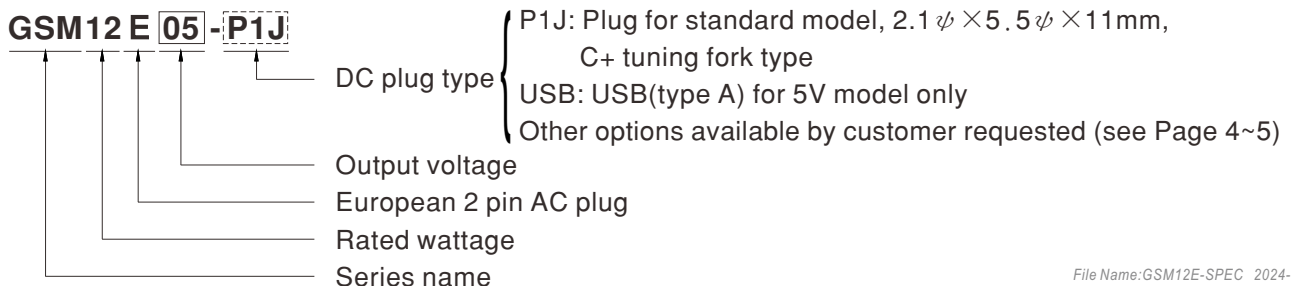 GSM12 E 05 - P1J
P1J: Plug for standard model, 2.1ψ×5.5ψ×11mm,
C+ tuning fork type
DC plug type
USB: USB(type A) for 5V model only
Other options available by customer requested (see Page 4~5)
Output voltage
European 2 pin AC plug
Rated wattage
Series name
File Name:GSM12E-SPEC 2024-